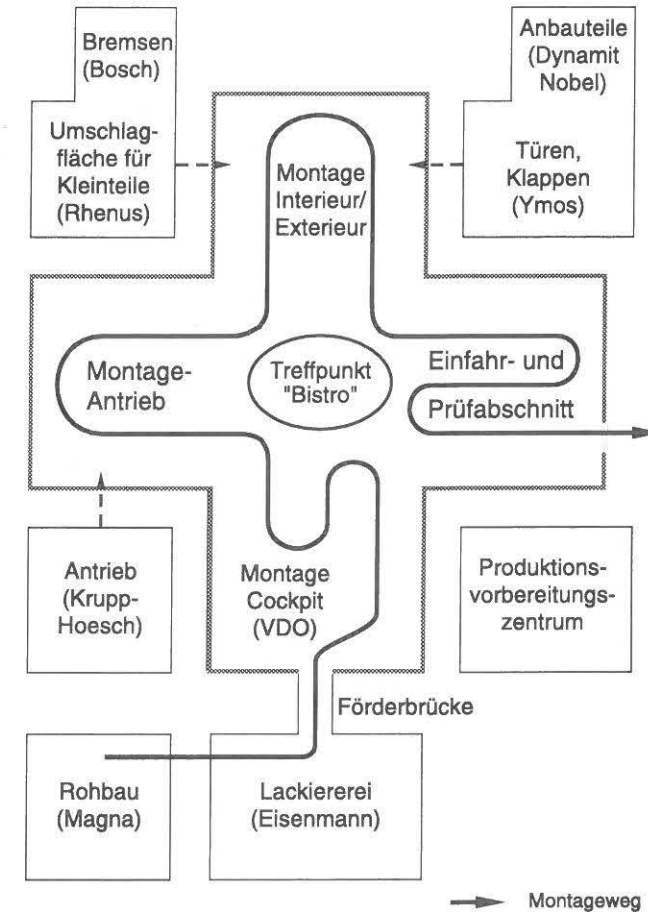 Bremsen
(Bosch)
Umschlag-
fläche für
Kleinteile
(Rhenus)
Anbauteile
(Dynamit
Nobel)
Türen,
Klappen
(Ymos)
Montage
Interieur/
Exterieur
Montage-
Antrieb
Treffpunkt
"Bistro"
Einfahr- und
Prüfabschnitt
Antrieb
(Krupp-
Hoesch)
Montage
Cockpit
(VDO)
Produktions-
vorbereitungs-
zentrum
Förderbrücke
Rohbau
(Magna)
Lackiererei
(Eisenmann)
Montageweg